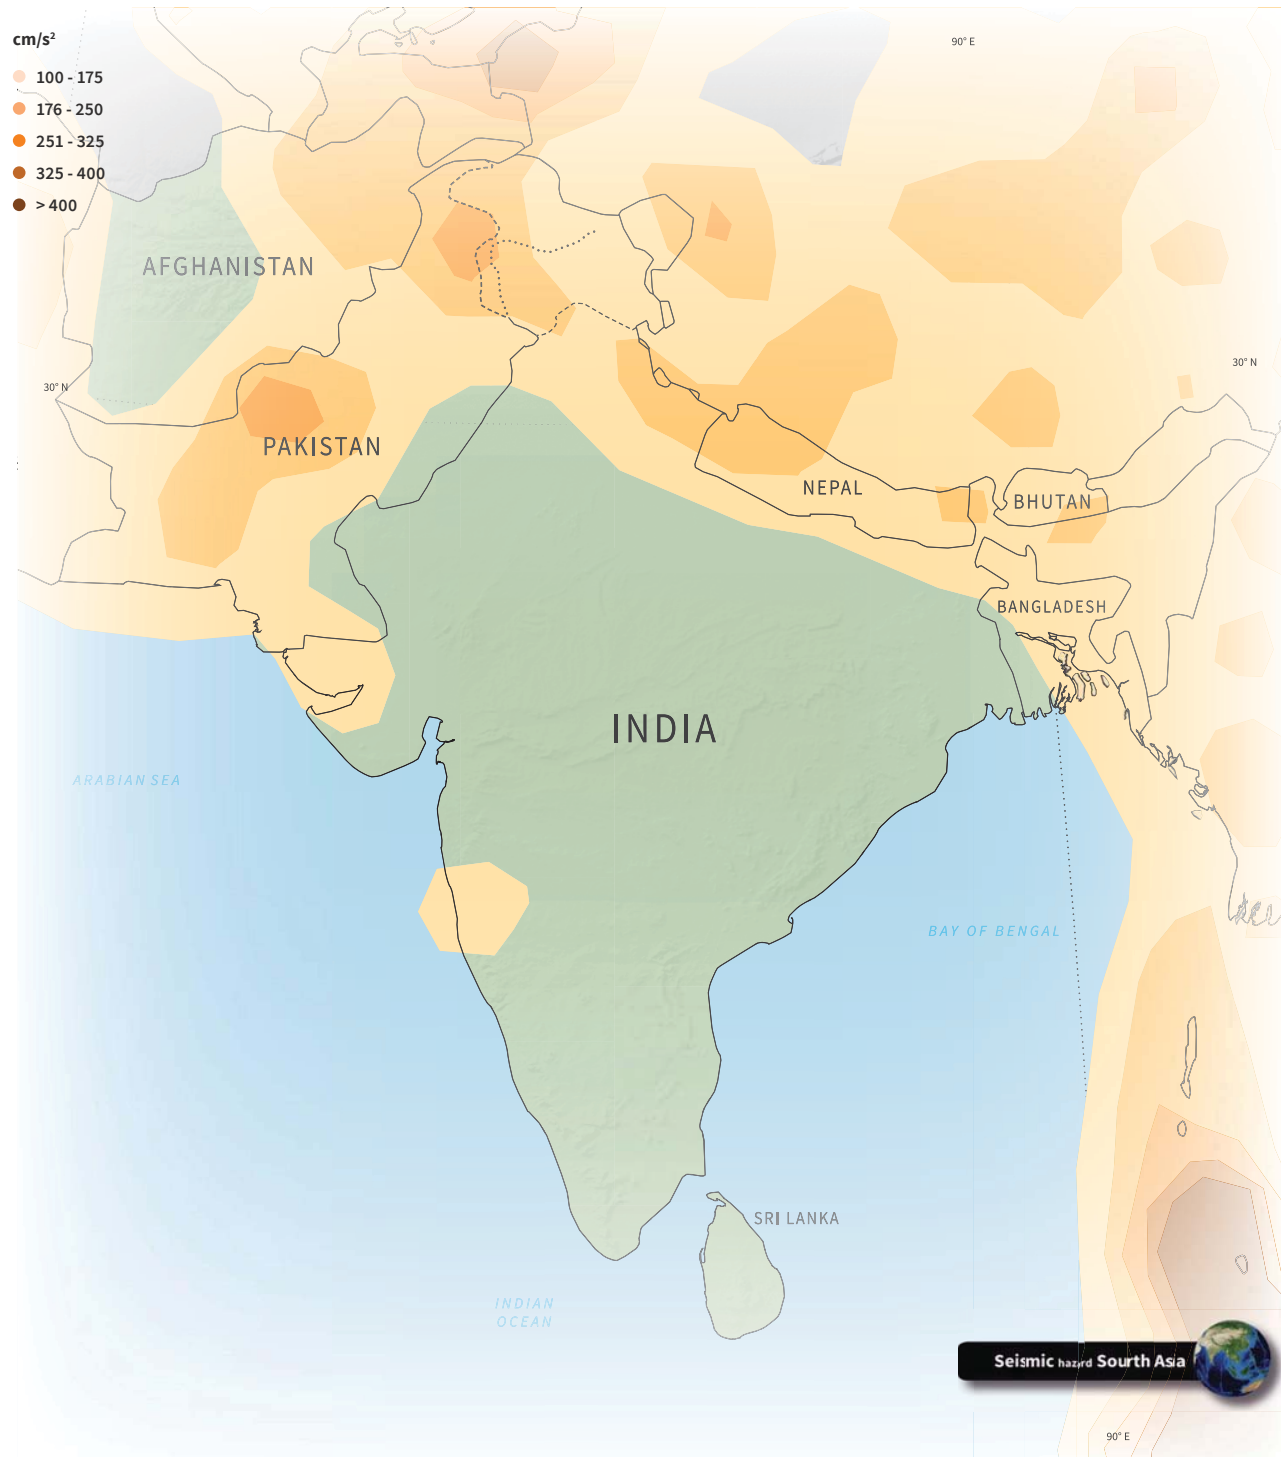 cm/s²
90° E
100 - 175
176 - 250
251 - 325
325 - 400
> 400
AFGHANISTAN
30° N
30° N
PAKISTAN
NEPAL
BHUTAN
BANGLADESH
INDIA
ARABIAN SEA
BAY OF BENGAL
SRI LANKA
INDIAN
OCEAN
Seismic hazard Sourth Asia
90° E